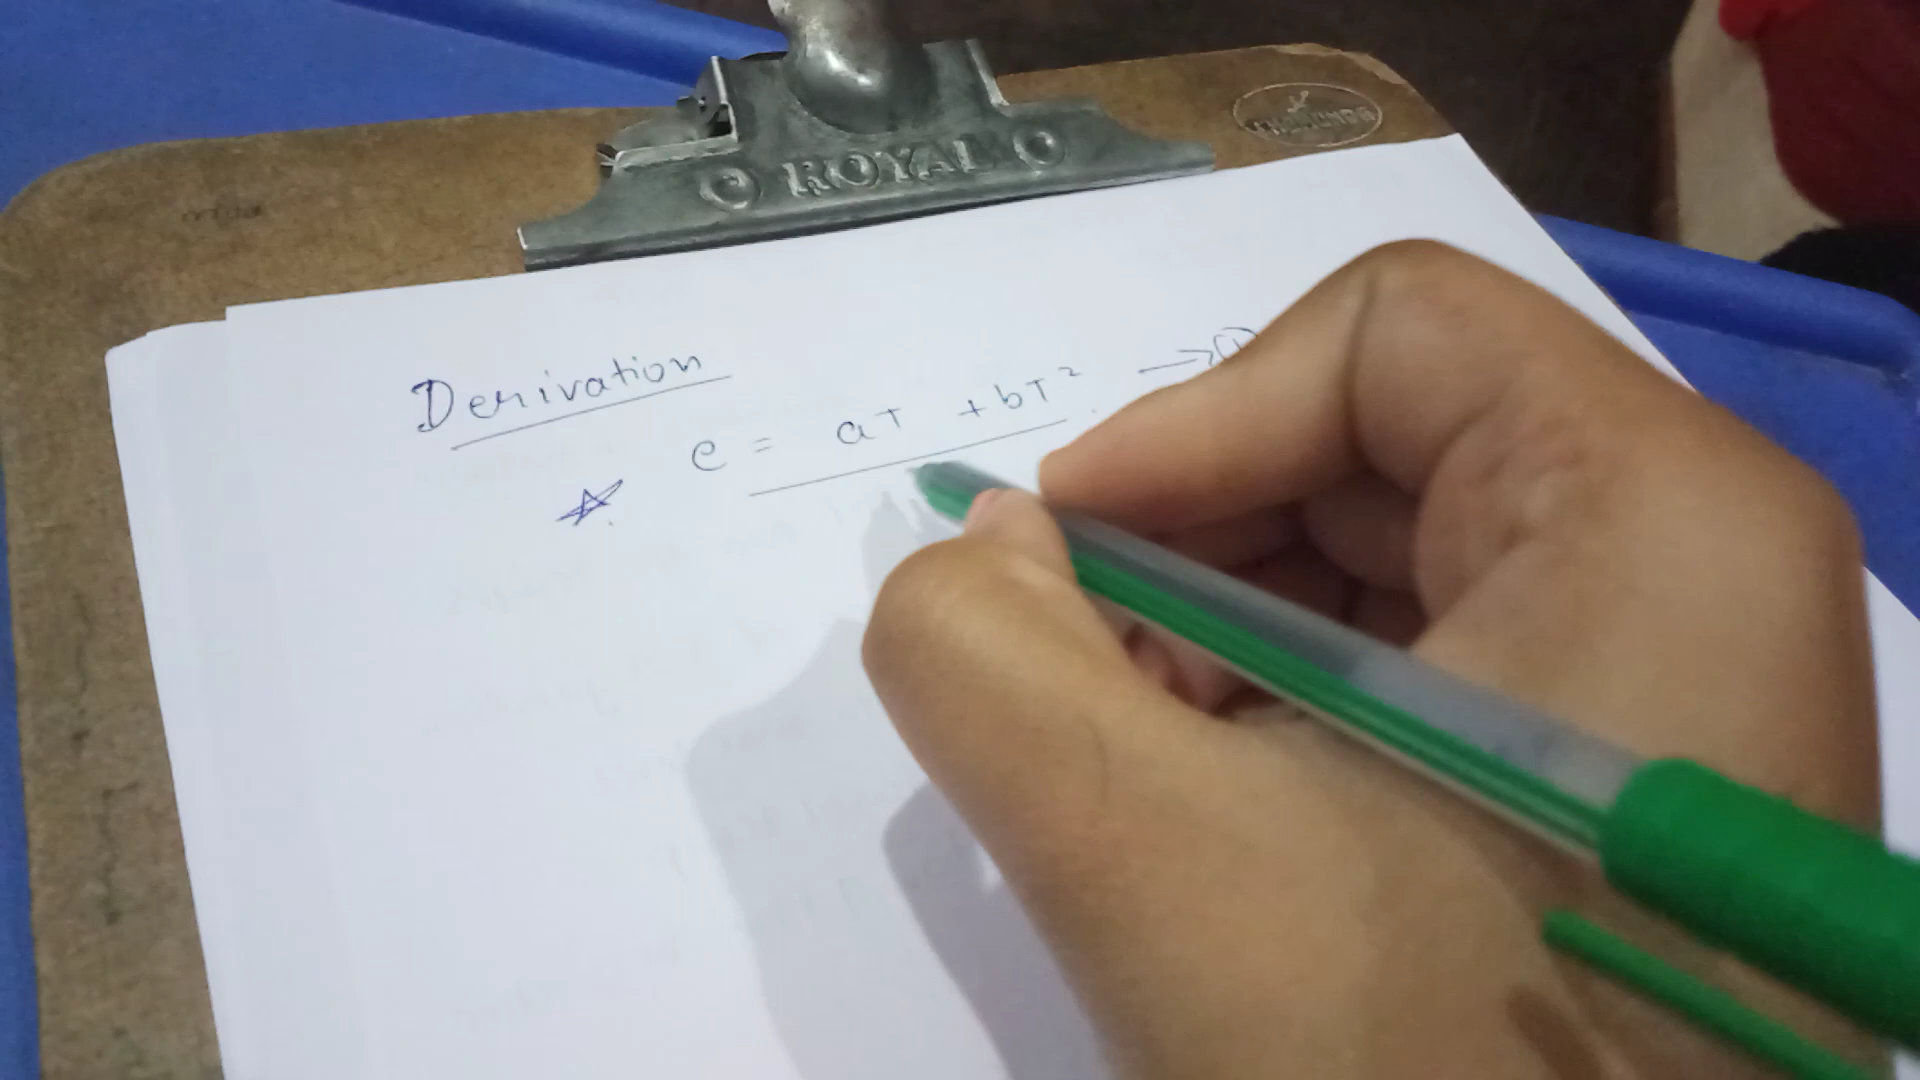 ROYAL
Derivation
e = aT + bT² → ①